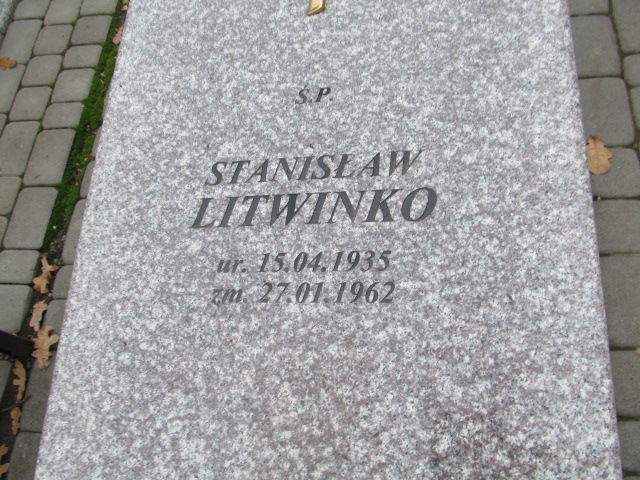 Ś.P.
STANISŁAW
LITWINKO
ur. 15.04.1935
zm. 27.01.1962